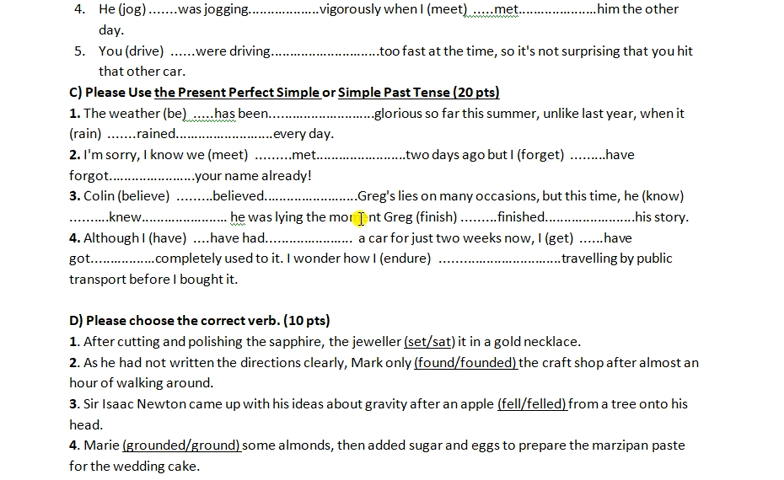 4. He (jog) .......was jogging....................vigorously when I (meet) .....met......................him the other
day.
5. You (drive) ......were driving...............................too fast at the time, so it's not surprising that you hit
that other car.
C) Please Use the Present Perfect Simple or Simple Past Tense (20 pts)
1. The weather (be) .....has been.............................glorious so far this summer, unlike last year, when it
(rain) .......rained...........................every day.
2. I'm sorry, I know we (meet) .........met.........................two days ago but I (forget) .........have
forgot........................your name already!
3. Colin (believe) .........believed..........................Greg's lies on many occasions, but this time, he (know)
..........knew........................ he was lying the moment Greg (finish) .........finished.........................his story.
4. Although I (have) ....have had........................ a car for just two weeks now, I (get) ......have
got.................completely used to it. I wonder how I (endure) ..................................travelling by public
transport before I bought it.
D) Please choose the correct verb. (10 pts)
1. After cutting and polishing the sapphire, the jeweller (set/sat) it in a gold necklace.
2. As he had not written the directions clearly, Mark only (found/founded) the craft shop after almost an
hour of walking around.
3. Sir Isaac Newton came up with his ideas about gravity after an apple (fell/felled) from a tree onto his
head.
4. Marie (grounded/ground) some almonds, then added sugar and eggs to prepare the marzipan paste
for the wedding cake.